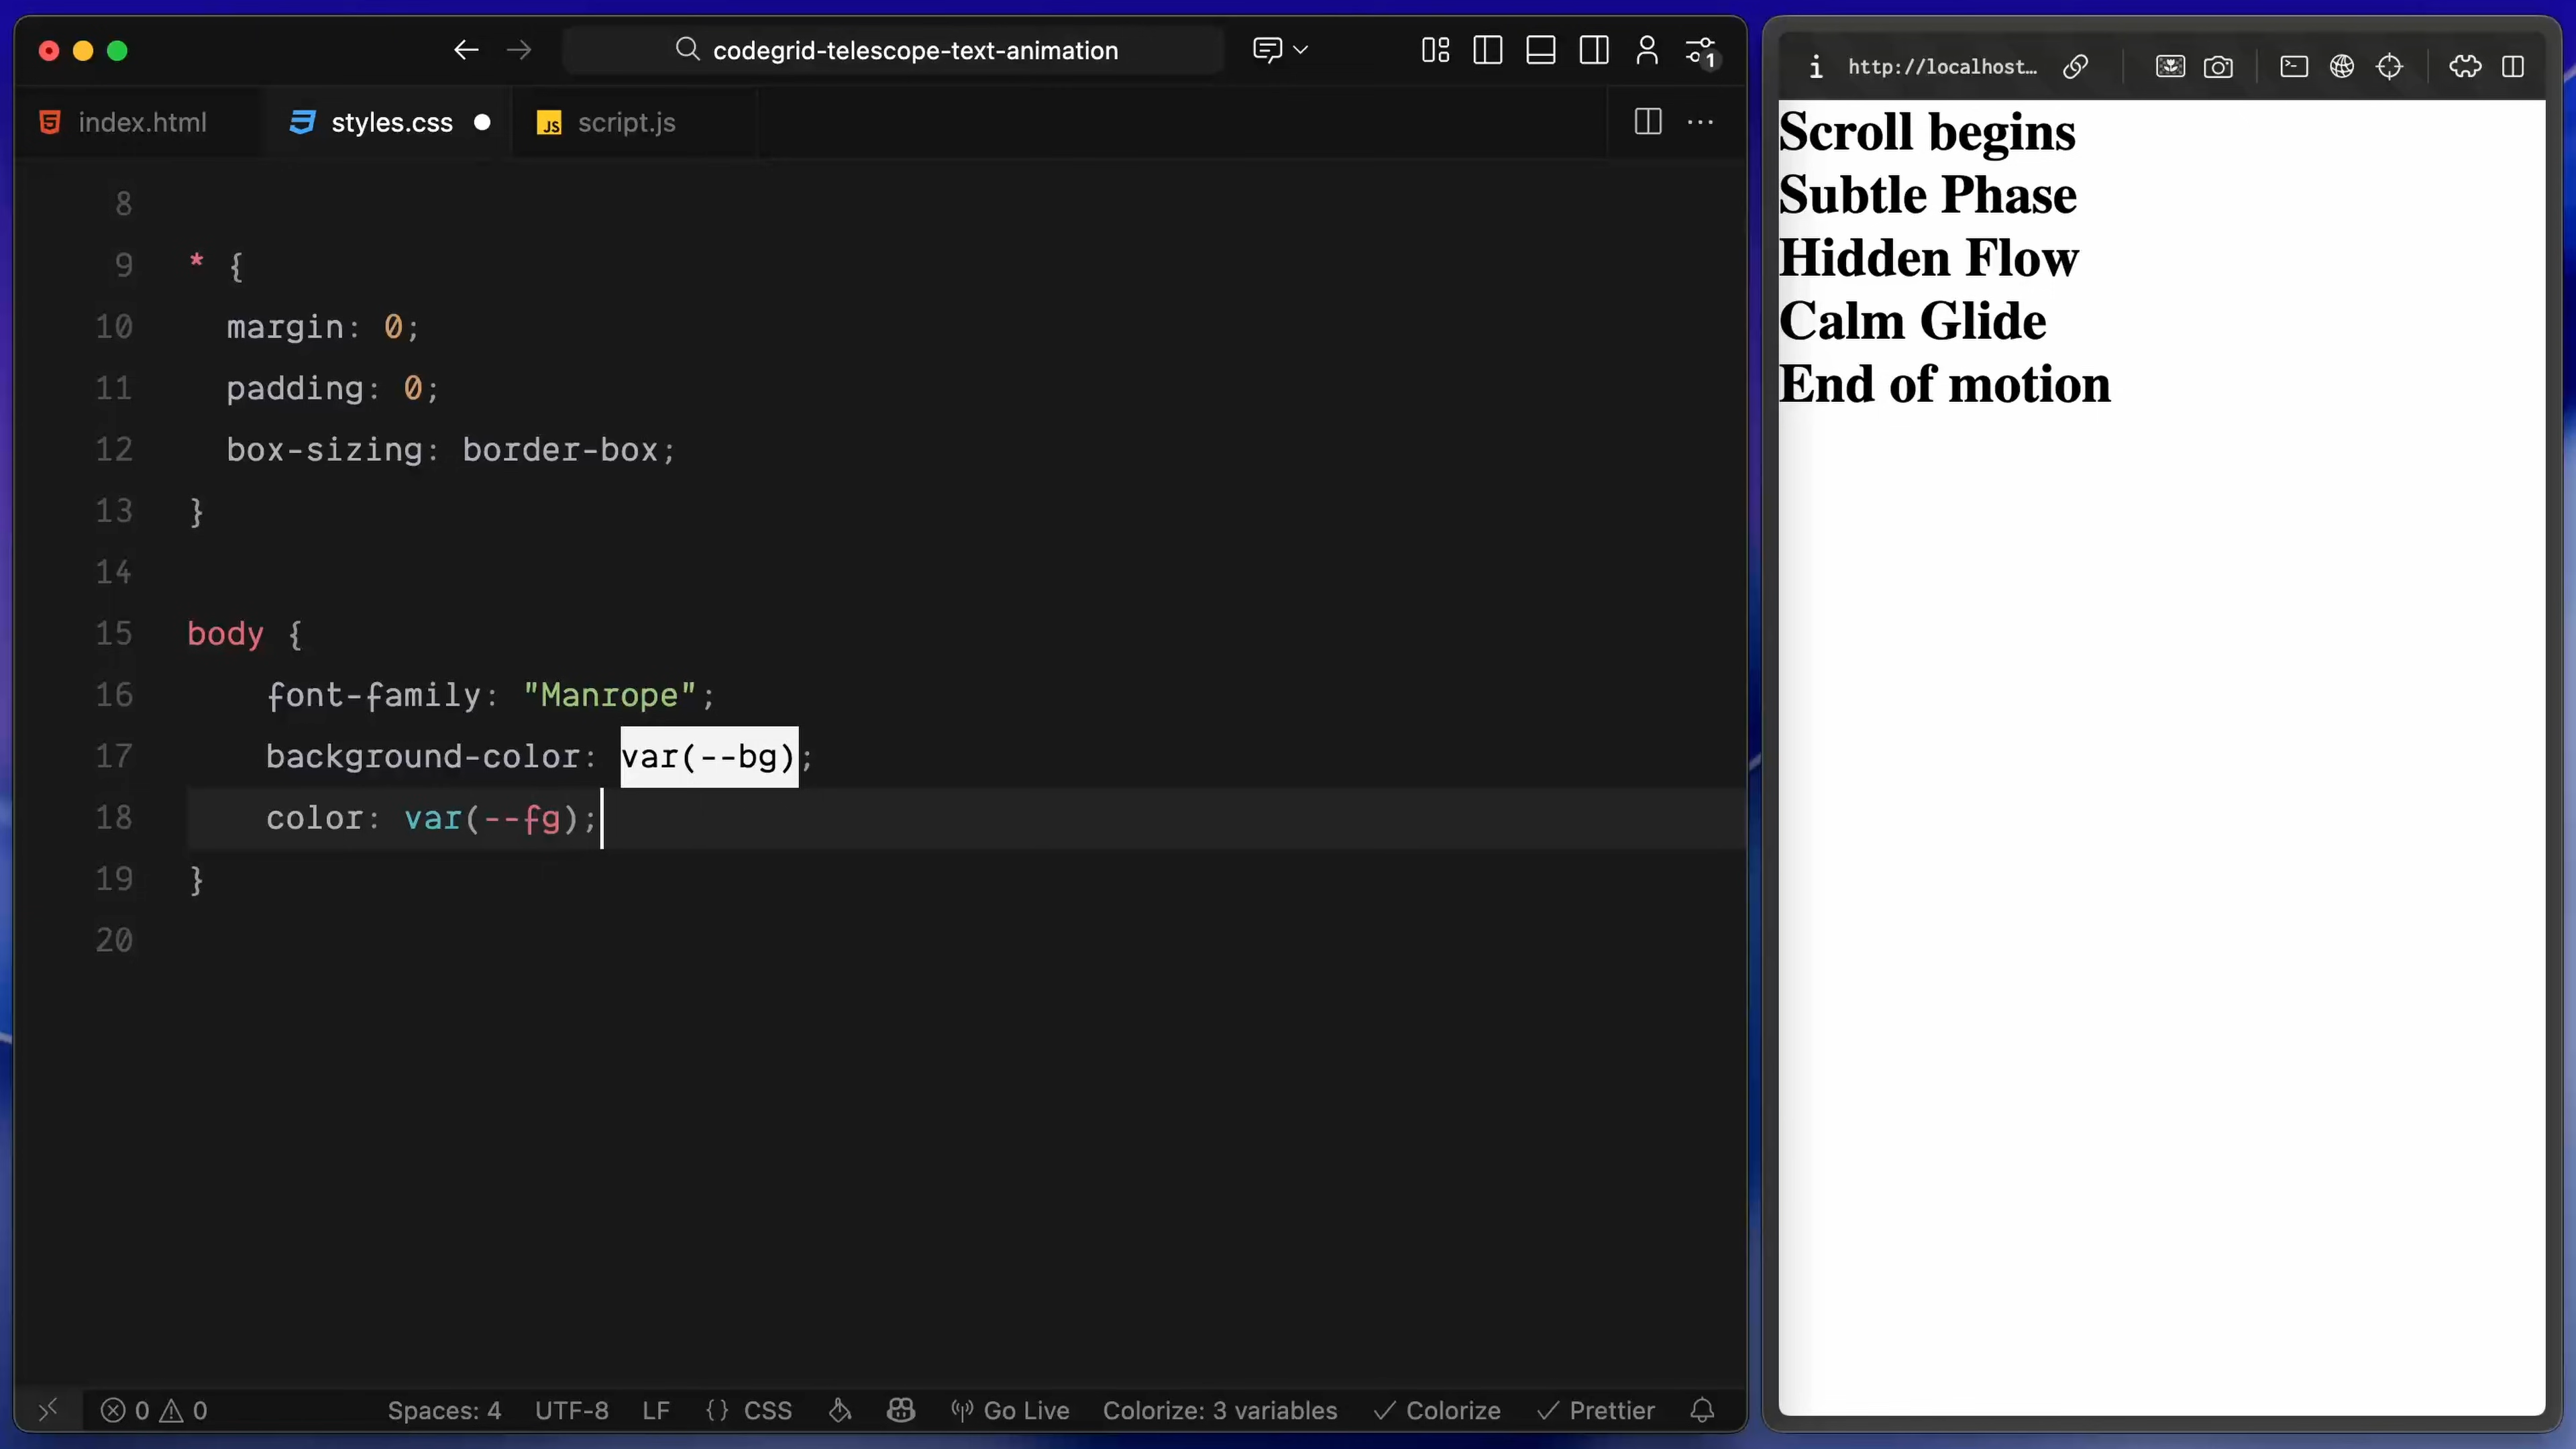 codegrid-telescope-text-animation
1
index.html
styles.css
JS script.js
8
9 * {
10 margin: 0;
11 padding: 0;
12 box-sizing: border-box;
13 }
14
15 body {
16 font-family: "Manrope";
17 background-color: var(--bg);
18 color: var(--fg);
19 }
20
0 0 Spaces: 4 UTF-8 LF {} CSS Go Live Colorize: 3 variables Colorize Prettier
http://localhost…
Scroll begins
Subtle Phase
Hidden Flow
Calm Glide
End of motion